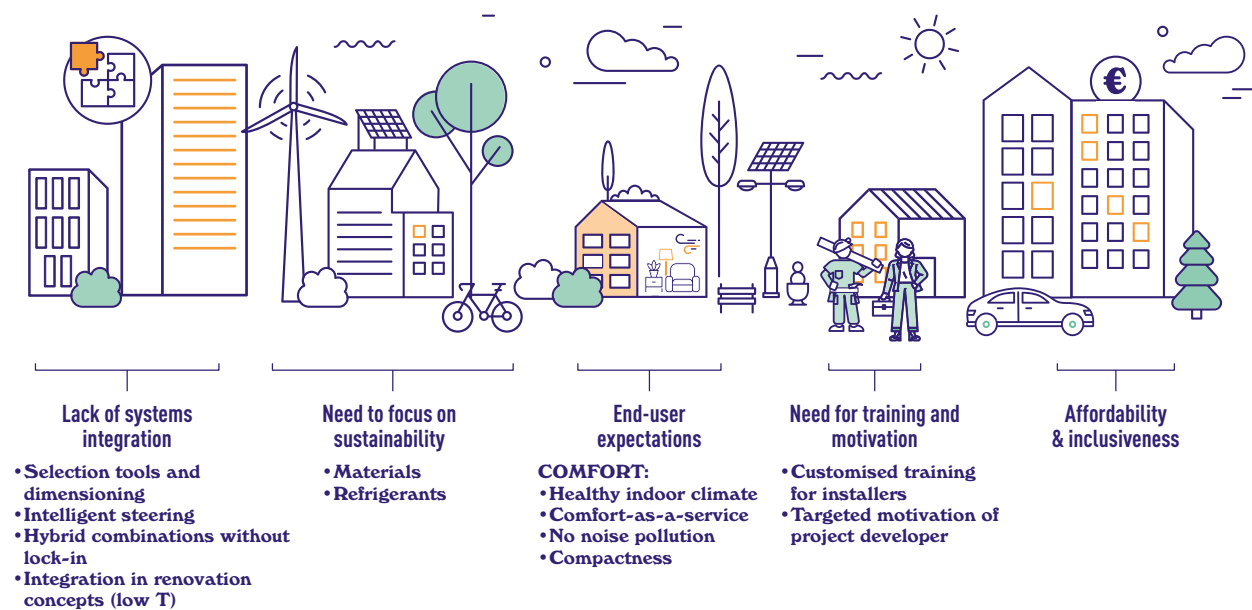 €
Lack of systems
integration
•Selection tools and
dimensioning
•Intelligent steering
•Hybrid combinations without
lock-in
•Integration in renovation
concepts (low T)
Need to focus on
sustainability
•Materials
•Refrigerants
End-user
expectations
COMFORT:
•Healthy indoor climate
•Comfort-as-a-service
•No noise pollution
•Compactness
Need for training and
motivation
•Customised training
for installers
•Targeted motivation of
project developer
Affordability
& inclusiveness